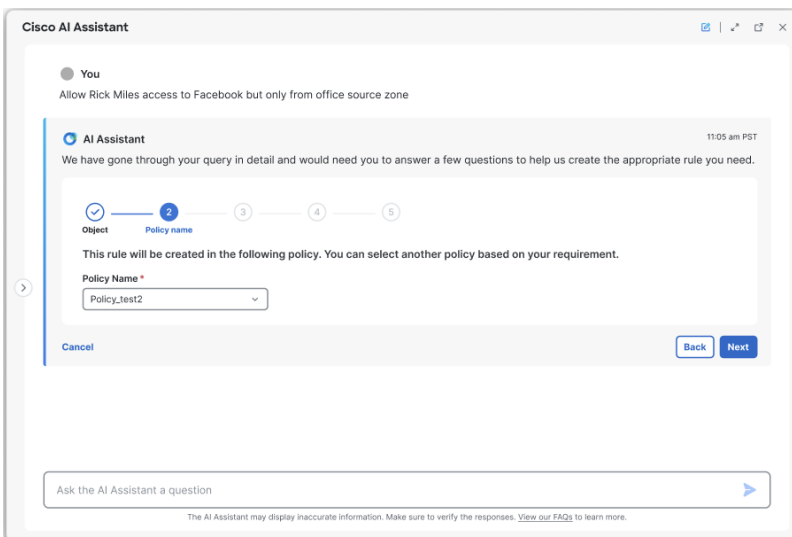 Cisco AI Assistant
You
Allow Rick Miles access to Facebook but only from office source zone
AI Assistant
11:05 am PST
We have gone through your query in detail and would need you to answer a few questions to help us create the appropriate rule you need.
2
3
4
5
Object
Policy name
This rule will be created in the following policy. You can select another policy based on your requirement.
Policy Name*
Policy_test2
Cancel
Back
Next
Ask the AI Assistant a question
The AI Assistant may display inaccurate information. Make sure to verify the responses. View our FAQs to learn more.